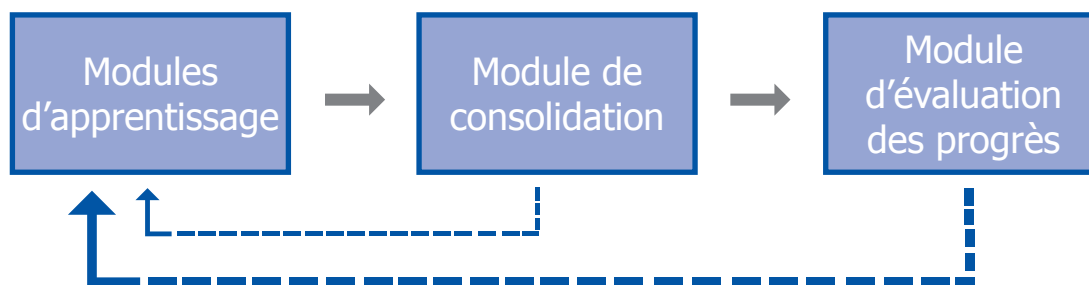 Modules
d’apprentissage
Module de
consolidation
Module
d’évaluation
des progrès